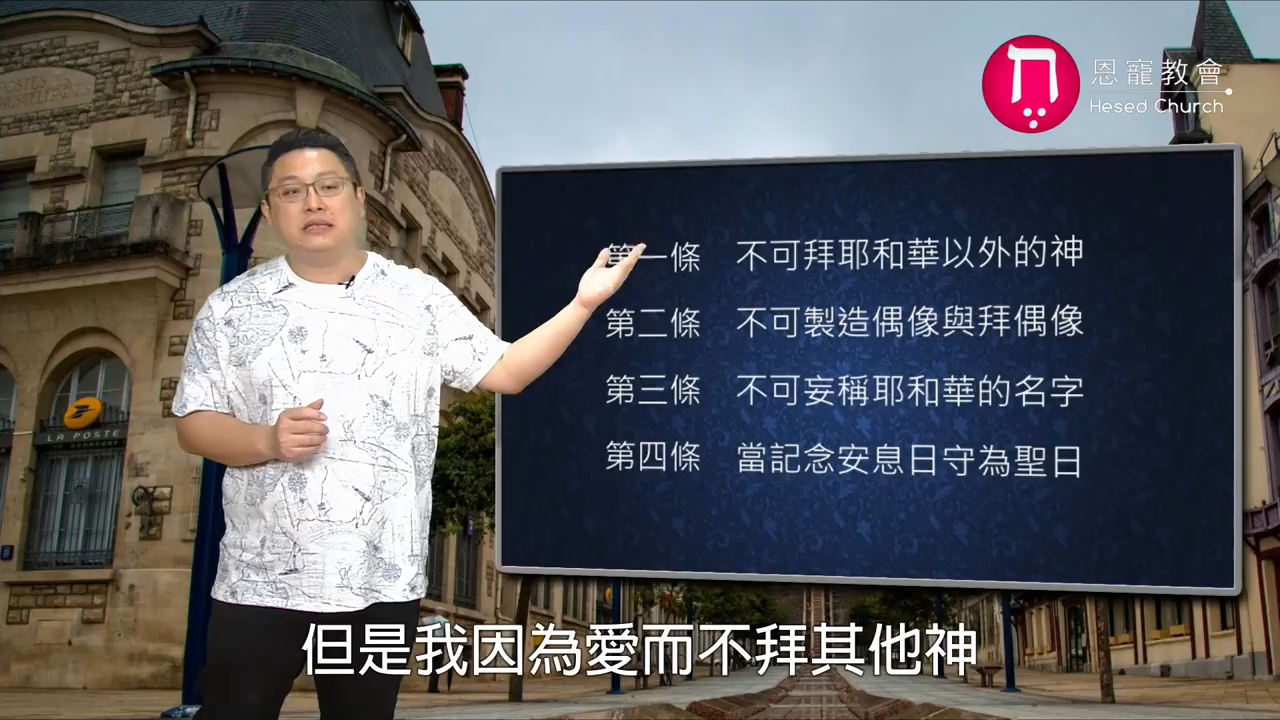 恩寵教會
Hesed Church
第一條 不可拜耶和華以外的神
第二條 不可製造偶像與拜偶像
第三條 不可妄稱耶和華的名字
第四條 當記念安息日守為聖日
LA POSTE
但是我因為愛而不拜其他神